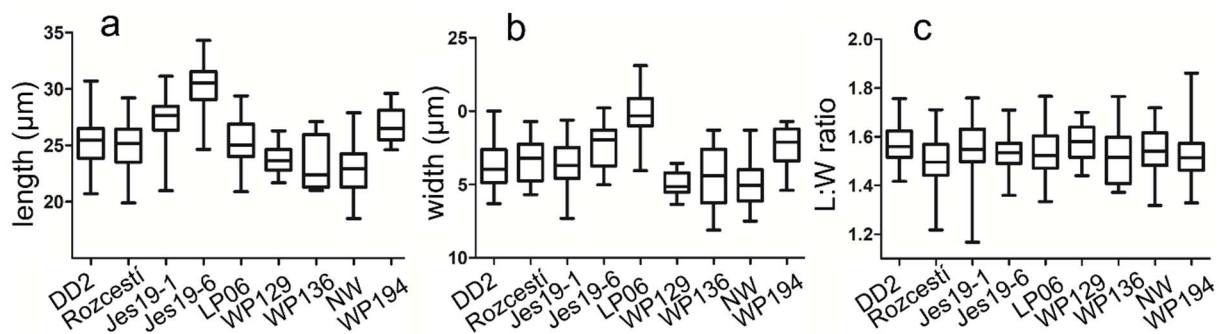 a
length (µm)
35
30
25
20
DD2
Rozcestí
Jes19-1
Jes19-6
LP06
WP129
WP136
NW
WP194
b
width (µm)
25
0
5
10
DD2
Rozcestí
Jes19-1
Jes19-6
LP06
WP129
WP136
NW
WP194
c
L:W ratio
2.0
1.8
1.6
1.4
1.2
DD2
Rozcestí
Jes19-1
Jes19-6
LP06
WP129
WP136
NW
WP194